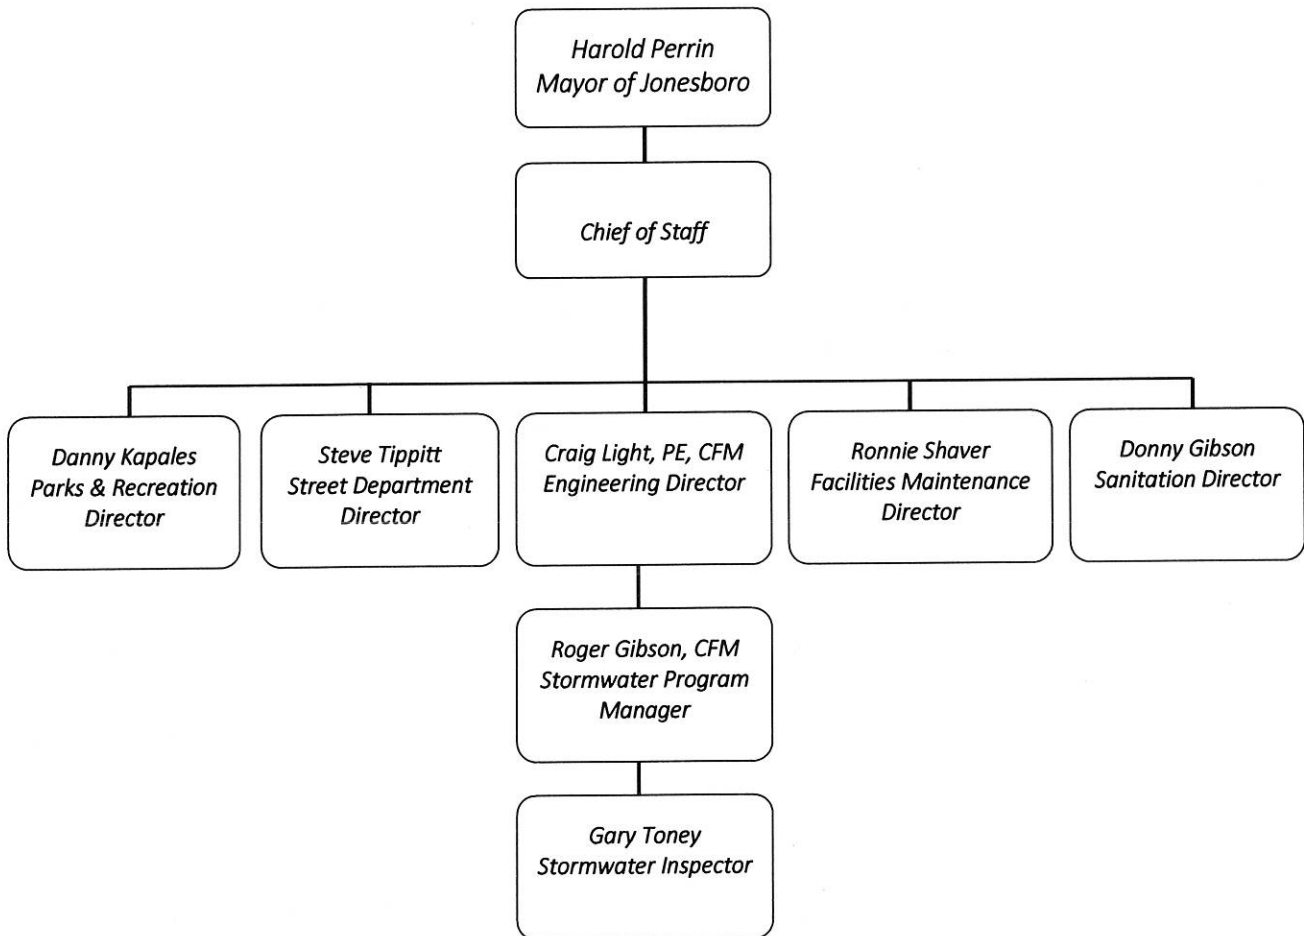 Harold Perrin
Mayor of Jonesboro
Chief of Staff
Danny Kapales
Parks & Recreation
Director
Steve Tippitt
Street Department
Director
Craig Light, PE, CFM
Engineering Director
Ronnie Shaver
Facilities Maintenance
Director
Donny Gibson
Sanitation Director
Roger Gibson, CFM
Stormwater Program
Manager
Gary Toney
Stormwater Inspector